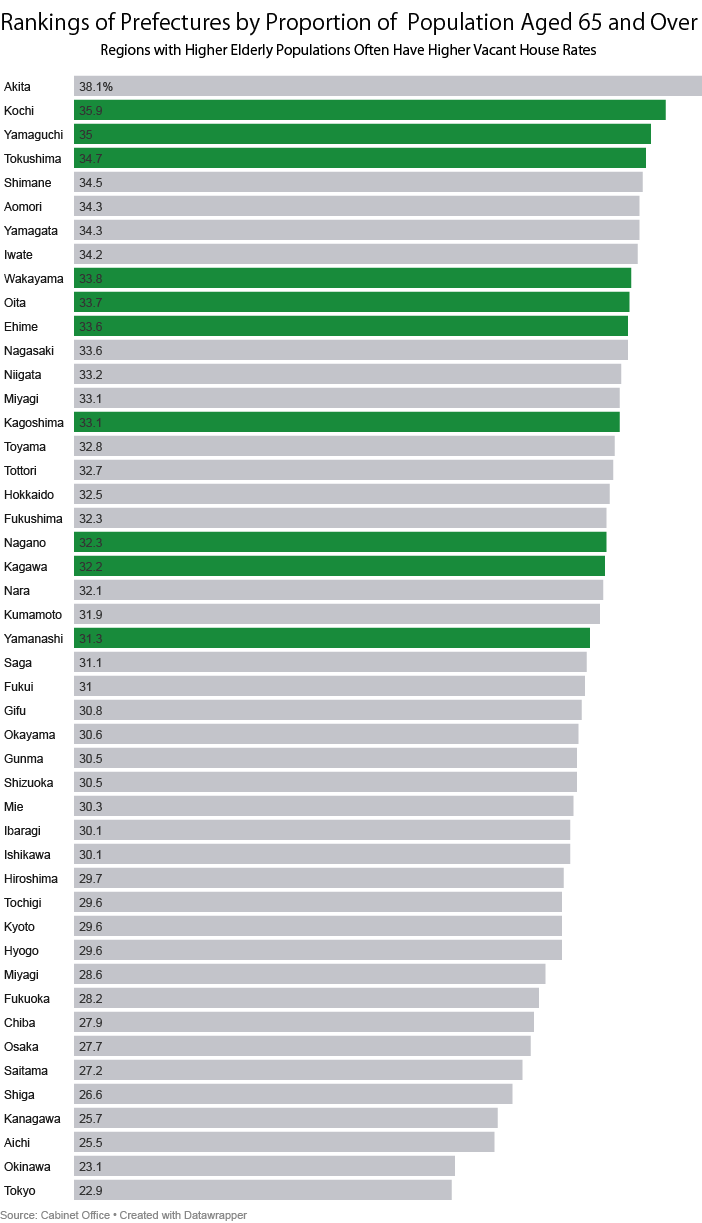 Rankings of Prefectures by Proportion of Population Aged 65 and Over
Regions with Higher Elderly Populations Often Have Higher Vacant House Rates
Akita 38.1%
Kochi 35.9
Yamaguchi 35
Tokushima 34.7
Shimane 34.5
Aomori 34.3
Yamagata 34.3
Iwate 34.2
Wakayama 33.8
Oita 33.7
Ehime 33.6
Nagasaki 33.6
Niigata 33.2
Miyagi 33.1
Kagoshima 33.1
Toyama 32.8
Tottori 32.7
Hokkaido 32.5
Fukushima 32.3
Nagano 32.3
Kagawa 32.2
Nara 32.1
Kumamoto 31.9
Yamanashi 31.3
Saga 31.1
Fukui 31
Gifu 30.8
Okayama 30.6
Gunma 30.5
Shizuoka 30.5
Mie 30.3
Ibaragi 30.1
Ishikawa 30.1
Hiroshima 29.7
Tochigi 29.6
Kyoto 29.6
Hyogo 29.6
Miyagi 28.6
Fukuoka 28.2
Chiba 27.9
Osaka 27.7
Saitama 27.2
Shiga 26.6
Kanagawa 25.7
Aichi 25.5
Okinawa 23.1
Tokyo 22.9
Source: Cabinet Office • Created with Datawrapper